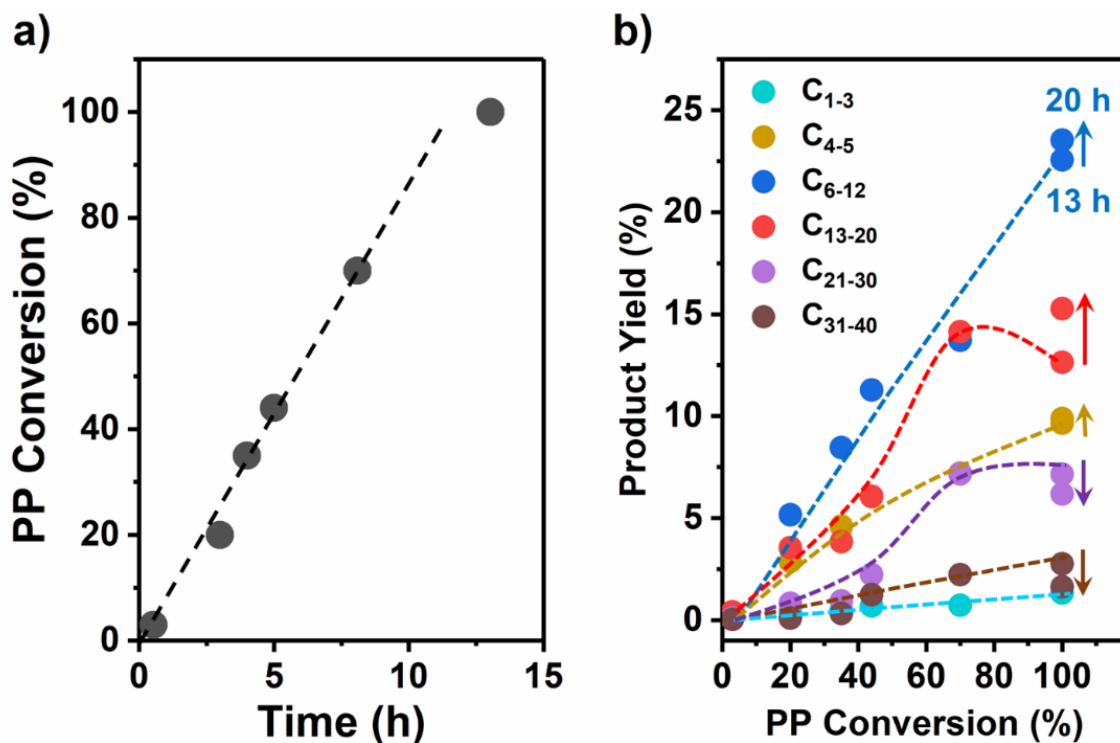 a)
PP Conversion (%)
100
80
60
40
20
0
0 5 10 15
Time (h)
b)
Product Yield (%)
25
20
15
10
5
0
C₁₋₃
C₄₋₅
C₆₋₁₂
C₁₃₋₂₀
C₂₁₋₃₀
C₃₁₋₄₀
20 h
13 h
0 20 40 60 80 100
PP Conversion (%)